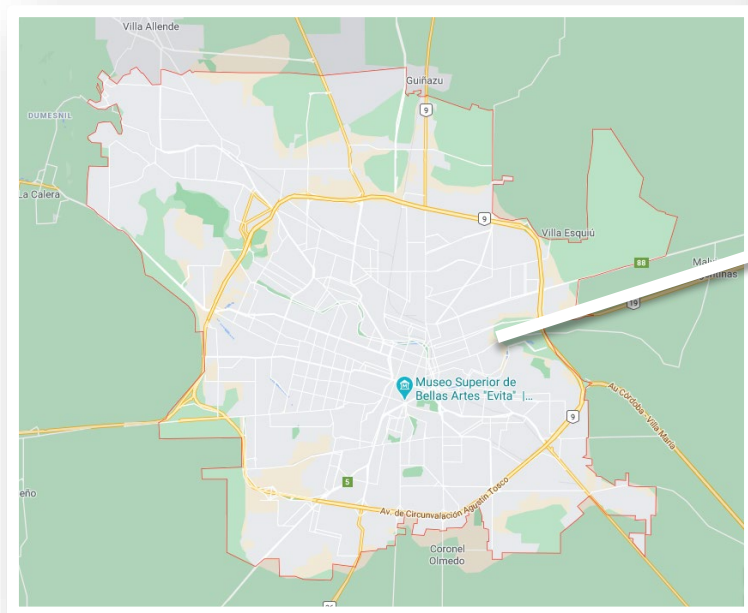 Villa Allende
Guiñazu
9
DUMESNIL
La Calera
9
Villa Esquiú
88
19
Museo Superior de
Bellas Artes "Evita" |...
Au Córdoba - Villa María
9
5
eño
Av. de Circunvalación Agustín Tosco
Coronel
Olmedo